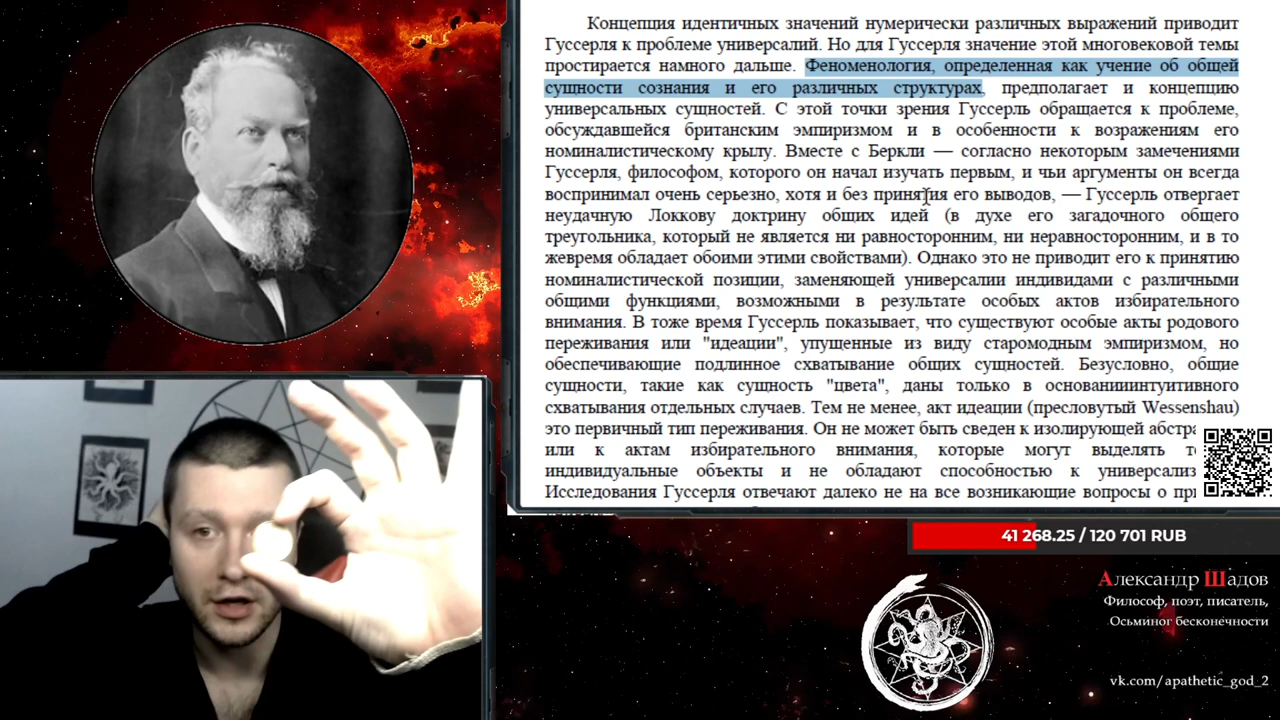 Концепция идентичных значений нумерически различных выражений приводит
Гуссерля к проблеме универсалий. Но для Гуссерля значение этой многовековой темы
простирается намного дальше. Феноменология, определенная как учение об общей
сущности сознания и его различных структурах, предполагает и концепцию
универсальных сущностей. С этой точки зрения Гуссерль обращается к проблеме,
обсуждавшейся британским эмпиризмом и в особенности к возражениям его
номиналистическому крылу. Вместе с Беркли — согласно некоторым замечениями
Гуссерля, философом, которого он начал изучать первым, и чьи аргументы он всегда
воспринимал очень серьезно, хотя и без принятия его выводов, — Гуссерль отвергает
неудачную Локкову доктрину общих идей (в духе его загадочного общего
треугольника, который не является ни равносторонним, ни неравносторонним, и в то
жевремя обладает обоими этими свойствами). Однако это не приводит его к принятию
номиналистической позиции, заменяющей универсалии индивидами с различными
общими функциями, возможными в результате особых актов избирательного
внимания. В тоже время Гуссерль показывает, что существуют особые акты родового
переживания или "идеации", упущенные из виду старомодным эмпиризмом, но
обеспечивающие подлинное схватывание общих сущностей. Безусловно, общие
сущности, такие как сущность "цвета", даны только в основаниииинтуитивного
схватывания отдельных случаев. Тем не менее, акт идеации (пресловутый Wessenshau)
это первичный тип переживания. Он не может быть сведен к изолирующей абстра
или к актам избирательного внимания, которые могут выделять т
индивидуальные объекты и не обладают способностью к универсализ
Исследования Гуссерля отвечают далеко не на все возникающие вопросы о пр
41 268.25 / 120 701 RUB
Александр Шадов
Философ, поэт, писатель,
Осьминог бесконечности
vk.com/apathetic_god_2